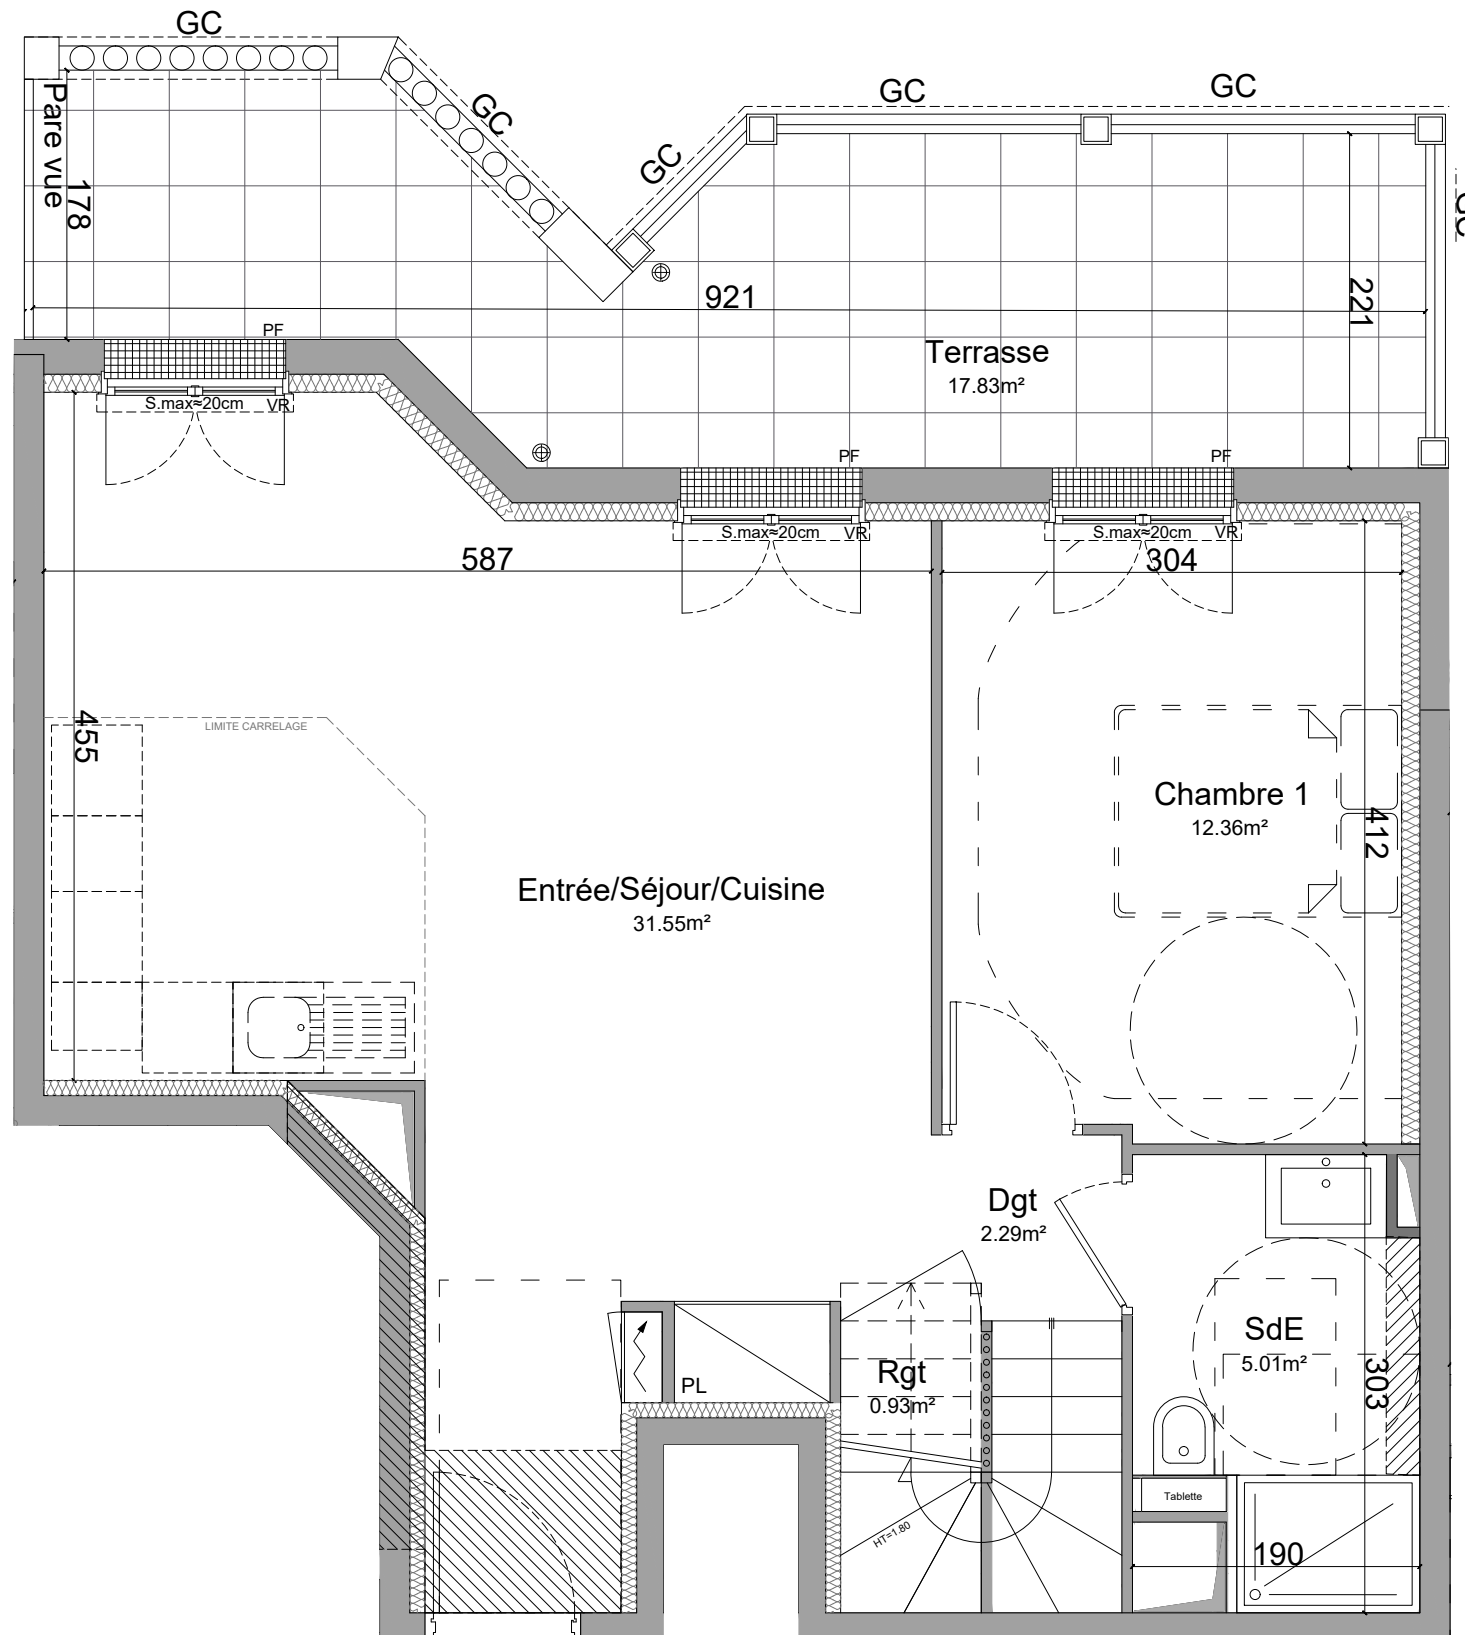 GC
GC
GC
GC
GC
GC
Pare vue
178
921
221
Terrasse
17.83m²
PF
S.max≈20cm
VR
PF
S.max≈20cm
VR
PF
S.max≈20cm
VR
587
304
455
LIMITE CARRELAGE
Chambre 1
12.36m²
412
Entrée/Séjour/Cuisine
31.55m²
Dgt
2.29m²
SdE
5.01m²
303
Rgt
0.93m²
PL
Tablette
HT=1.80
190